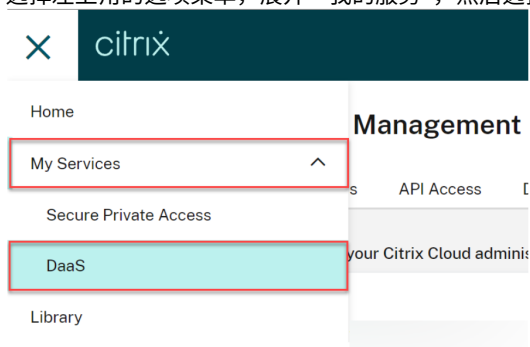 citrix
Home
Management
My Services
s API Access
Secure Private Access
your Citrix Cloud adminis
DaaS
Library